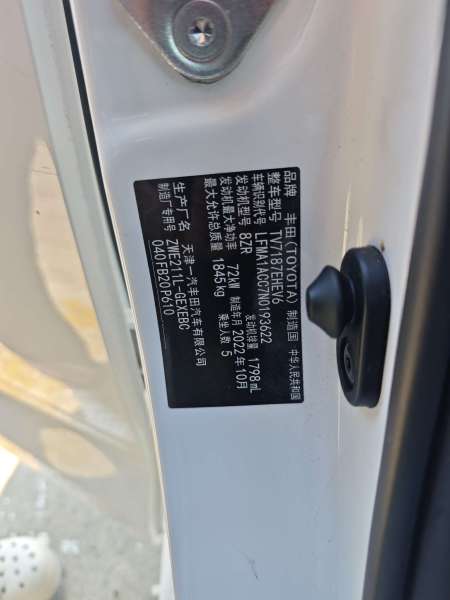 品牌 丰田(TOYOTA) 制造国 中华人民共和国
整车型号 TV7187EHEV6
车辆识别代号 LFMA1ACC7N0193622
发动机型号 8ZR 发动机排量 1798mL
发动机最大净功率 72kW 制造年月 2022年10月
最大允许总质量 1845kg 乘坐人数 5
生产厂名 天津一汽丰田汽车有限公司
制造厂专用号 ZWE211L-GEXEBC
040FB20 P610